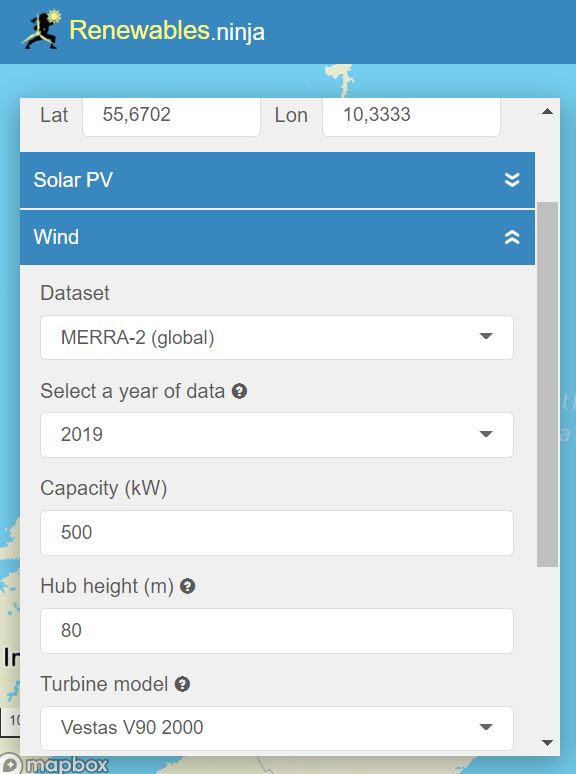 Renewables.ninja
Lat 55,6702 Lon 10,3333
Solar PV
Wind
Dataset
MERRA-2 (global)
Select a year of data ?
2019
Capacity (kW)
500
Hub height (m) ?
80
Turbine model ?
Vestas V90 2000
mapbox